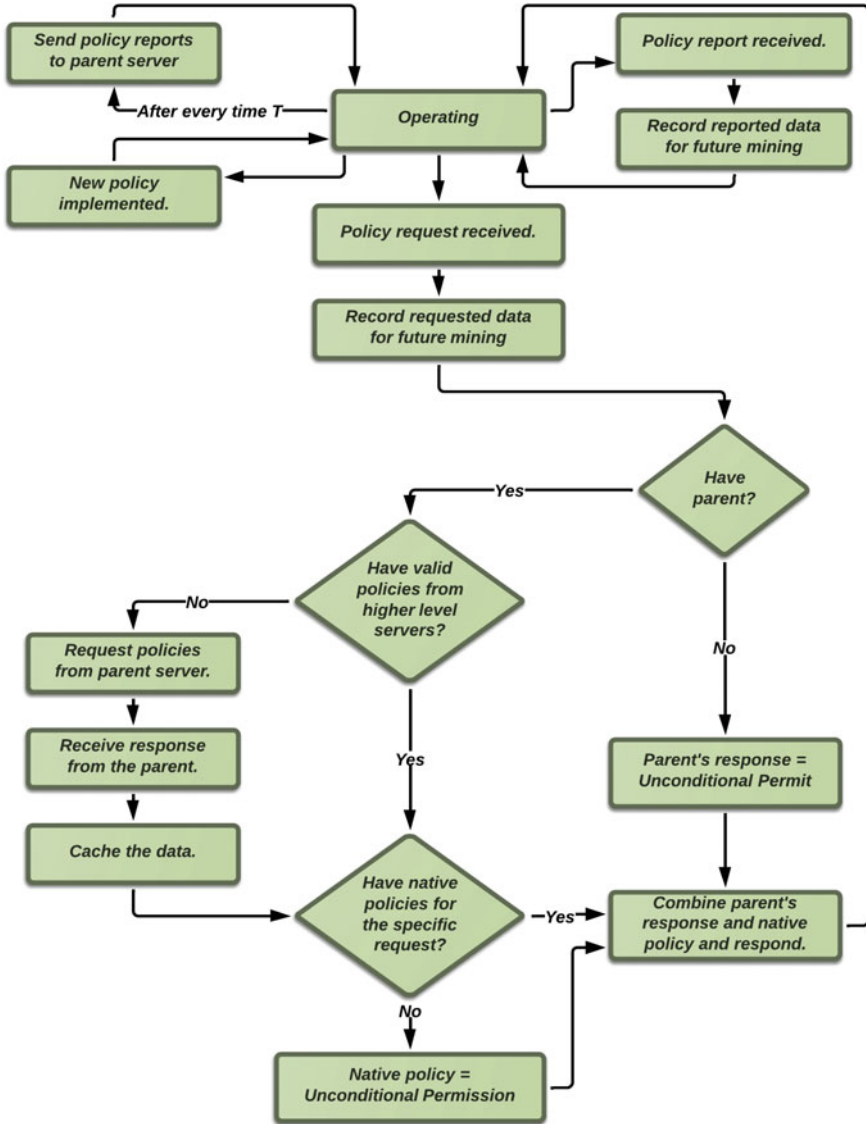 Send policy reports
to parent server
Policy report received.
After every time T
Operating
Record reported data
for future mining
New policy
implemented.
Policy request received.
Record requested data
for future mining
Have
parent?
Yes
Have valid
policies from
higher level
servers?
No
Request policies
from parent server.
No
Receive response
from the parent.
Yes
Parent's response =
Unconditional Permit
Cache the data.
Have native
policies for
the specific
request?
Yes
Combine parent's
response and native
policy and respond.
No
Native policy =
Unconditional Permission